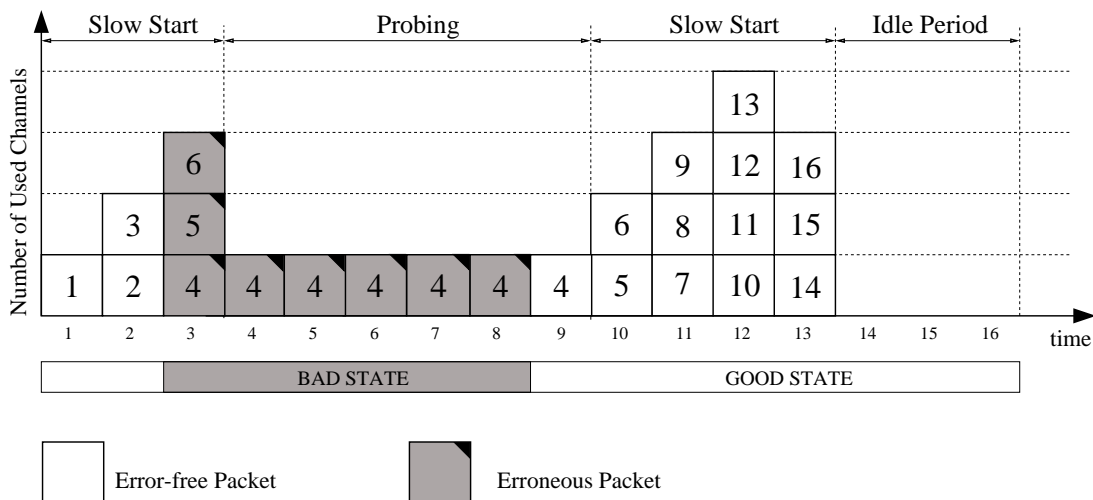 Slow Start Probing Slow Start Idle Period
Number of Used Channels
13
6 9 12 16
3 5 6 8 11 15
1 2 4 4 4 4 4 4 4 5 7 10 14
1 2 3 4 5 6 7 8 9 10 11 12 13 14 15 16
time
BAD STATE GOOD STATE
Error-free Packet Erroneous Packet